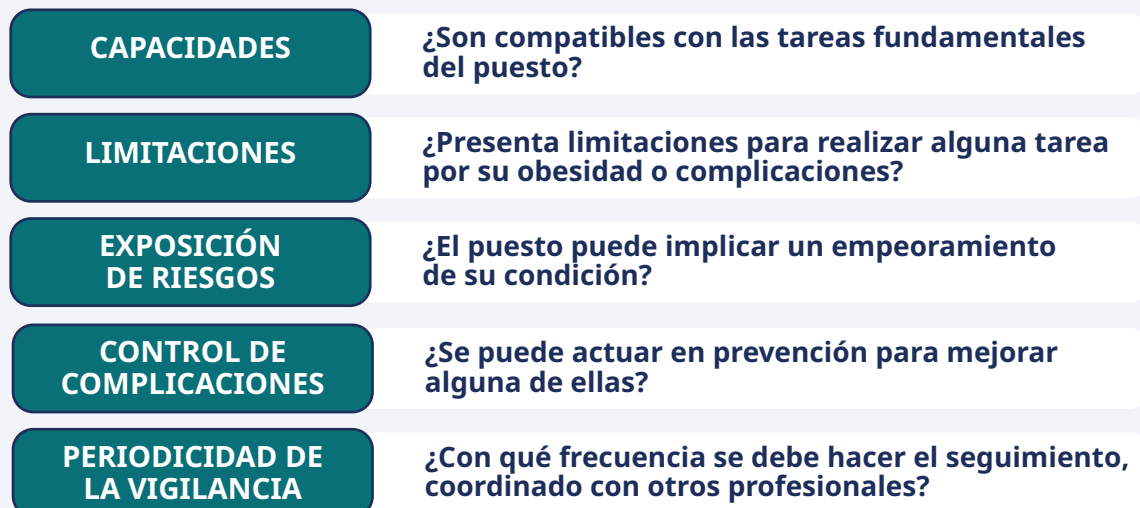 CAPACIDADES
¿Son compatibles con las tareas fundamentales
del puesto?
LIMITACIONES
¿Presenta limitaciones para realizar alguna tarea
por su obesidad o complicaciones?
EXPOSICIÓN
DE RIESGOS
¿El puesto puede implicar un empeoramiento
de su condición?
CONTROL DE
COMPLICACIONES
¿Se puede actuar en prevención para mejorar
alguna de ellas?
PERIODICIDAD DE
LA VIGILANCIA
¿Con qué frecuencia se debe hacer el seguimiento,
coordinado con otros profesionales?